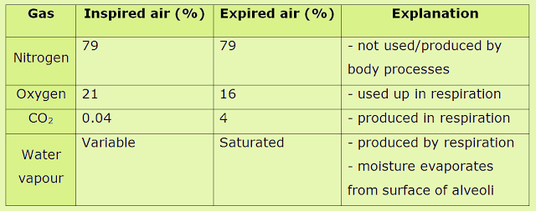 Gas Inspired air (%) Expired air (%) Explanation
Nitrogen 79 79 - not used/produced by
body processes
Oxygen 21 16 - used up in respiration
CO₂ 0.04 4 - produced in respiration
Water
vapour Variable Saturated - produced by respiration
- moisture evaporates
from surface of alveoli